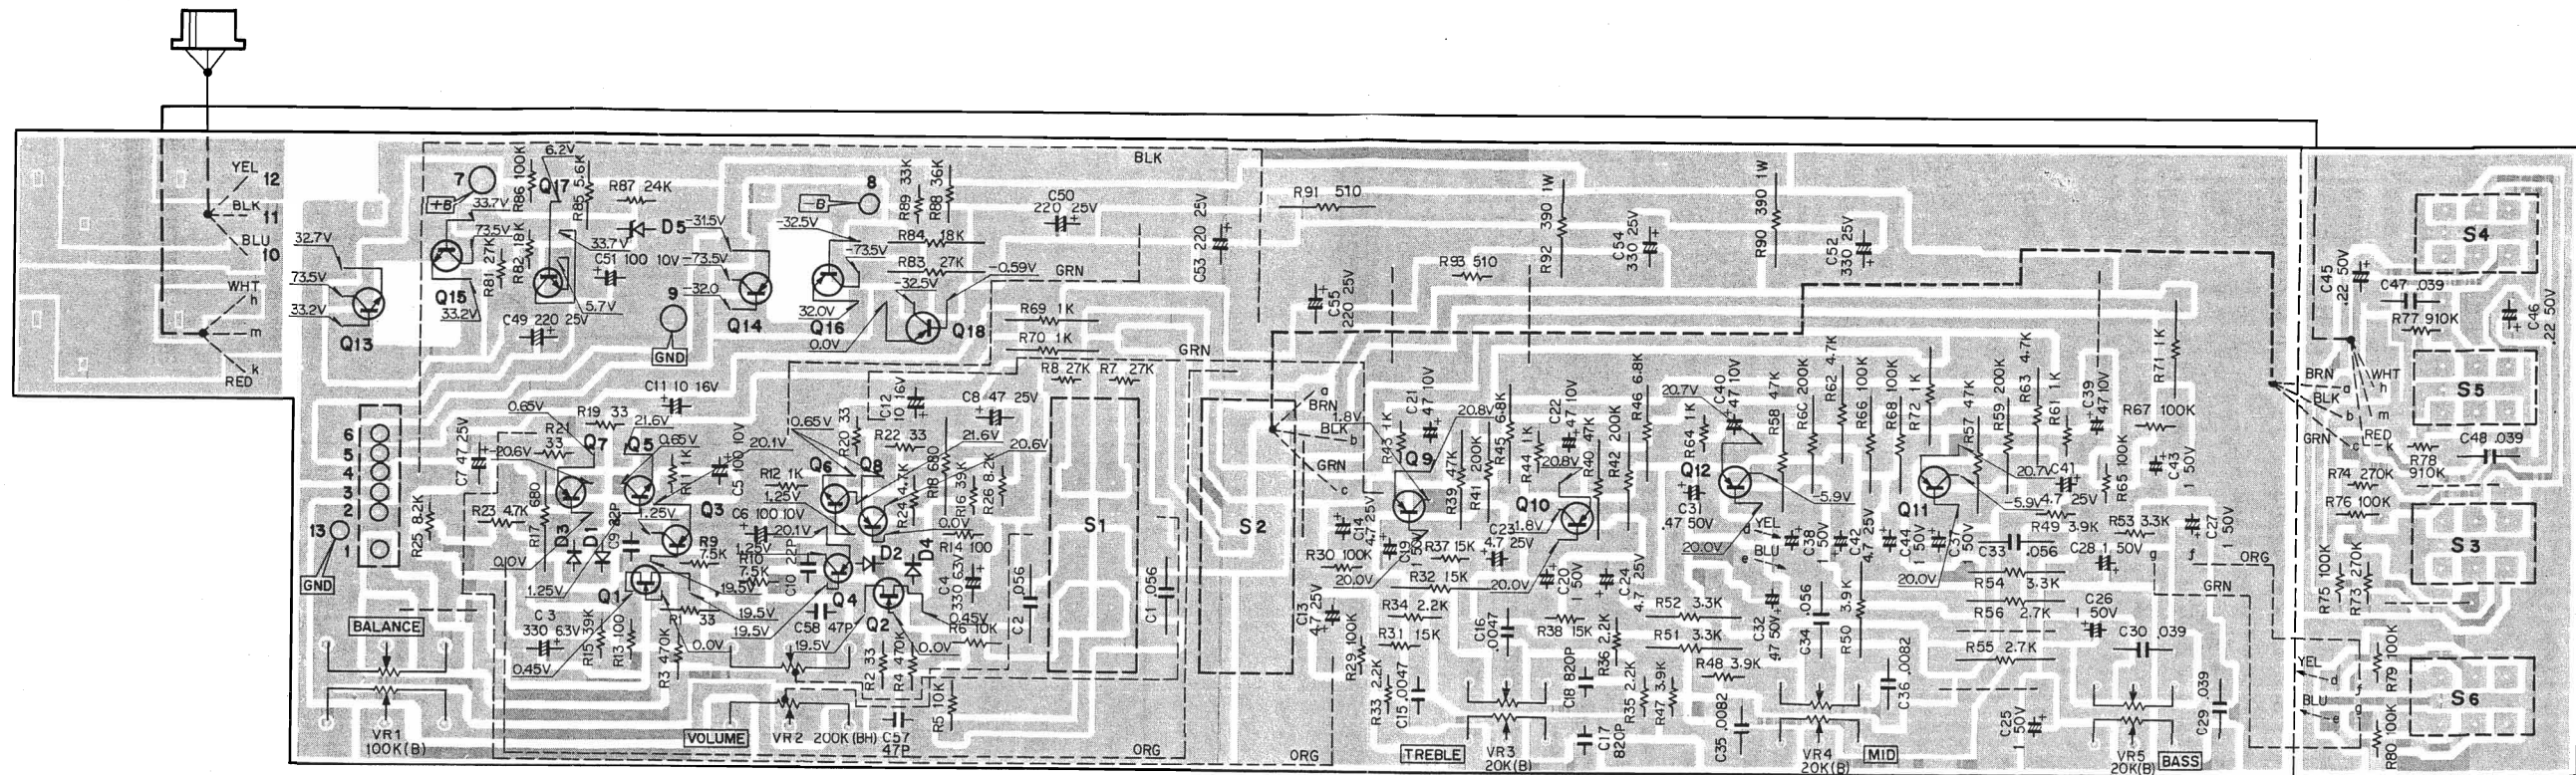 YEL
12
BLK
11
BLU
10
WHT
h
m
k
RED
32.7V
73.5V
33.2V
Q13
7
+B
33.7V
73.5V
Q15
33.2V
R81 27K
R82 18K
R86 100K
6.2V
Q17
R85 5.6K
R87 24K
D5
33.7V
C51 100 10V
5.7V
C49 220 25V
9
GND
-31.5V
-73.5V
-32.0
Q14
8
-B
-32.5V
-73.5V
32.0V
Q16
0.0V
R89 33K
R88 36K
R84 18K
R83 27K
-0.59V
-32.5V
Q18
C50
220 25V
BLK
GRN
R69 1K
R70 1K
GRN
C53 220 25V
R91 510
C55
220 25V
R93 510
R92 390 1W
C54
330 25V
R90 390 1W
C52
330 25V
R71 1K
C45
.22 50V
C47 .039
R77 910K
C46
.22 50V
S4
S5
6
5
4
3
2
1
13
GND
R25 8.2K
C7 47 25V
C11 10 16V
0.65V
R19 33
R21
33
21.6V
Q7
Q5
0.65V
-20.6V
R23 4.7K
R17 680
D3
D1
C9 22P
R11 1K
1.25V
C5 100 10V
20.1V
Q3
R9
7.5K
0.0V
1.25V
Q1
19.5V
19.5V
C3
330 6.3V
0.45V
R15 39K
R13 100
R3 470K
R1 33
0.0V
BALANCE
VR1
100K(B)
R8 27K
R7 27K
C12
10 16V
C8 47 25V
0.65V
R20 33
R22 33
21.6V
20.6V
Q6
Q8
R12 1K
1.25V
C6 100 10V
20.1V
1.25V
R10
7.5K
C10 22P
R24 4.7K
R18 680
R16 39K
R26 8.2K
0.0V
R14 100
D2
D4
Q4
Q2
C58 47P
19.5V
19.5V
C4
330 6.3V
0.45V
R6 10K
0.0V
R2 33
R4 470K
R5 10K
C57
47P
VOLUME
VR2 200K(BH)
C2 .056
C1 .056
S1
S2
ORG
ORG
a
BRN
BLK
b
GRN
c
1.8V
R43 1K
C21
47 10V
20.8V
R45 6.8K
Q9
R39 47K
R41 200K
C14
4.7 25V
C19
1 50V
R30 100K
20.0V
R37 15K
R32 15K
C13
4.7 25V
R29 100K
R34 2.2K
R31 15K
R33 2.2K
C15 .0047
C16
.0047
TREBLE
VR3
20K(B)
R44 1K
C22
47 10V
20.8V
R40 47K
R42 200K
R46 6.8K
Q10
1.8V
C23
4.7 25V
20.0V
C20
1 50V
C24
4.7 25V
R38 15K
R36 2.2K
C18 820P
C17
820P
R35 2.2K
R47 3.9K
20.7V
C40
47 10V
R64 1K
R58 47K
R60 200K
R62 4.7K
R66 100K
R68 100K
R72 1K
Q12
-5.9V
C31
.47 50V
d
YEL
BLU
e
20.0V
C38
1 50V
C42
4.7 25V
C44
1 50V
C37
1 50V
R52 3.3K
R51 3.3K
R48 3.9K
C32
.47 50V
C34 .056
R50 3.9K
C36 .0082
C35 .0082
VR4
20K(B)
MID
Q11
20.0V
R57 47K
R59 200K
R63 4.7K
R61 1K
C39
47 10V
20.7V
C41
4.7 25V
-5.9V
R65 100K
R67 100K
C43
1 50V
R49 3.9K
C33
.056
R53 3.3K
C27
1 50V
C28 1 50V
R54
3.3K
R56 2.7K
C26
1 50V
R55 2.7K
C30 .039
C25
1 50V
C29 .039
VR5
20K(B)
BASS
g
f
ORG
GRN
BRN
a
BLK
b
GRN
c
WHT
h
m
RED
k
R78
910K
C48 .039
R74 270K
R76 100K
R75 100K
R73 270K
S3
YEL
d
f
BLU
e
g
R79 100K
R80 100K
S6